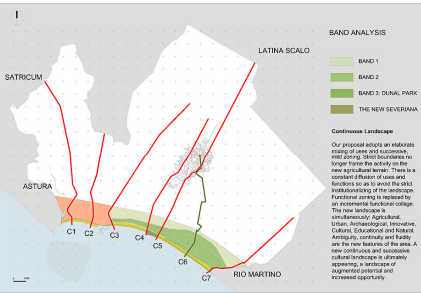 LATINA SCALO
SATRICUM
ASTURA
C1
C2
C3
C4
C5
C6
C7
RIO MARTINO
BAND ANALYSIS
BAND 1
BAND 2
BAND 3: DUNAL PARK
THE NEW SEVERIANA
Continuous Landscape
Our proposal adopts an elaborate
mixing of uses and successive,
mild zoning. Strict boundaries no
longer frame the activity on the
new agricultural terrain. There is a
constant diffusion of uses and
functions so as to avoid the strict
institutionalizing of the landscape.
Functional zoning is replaced by
an incremental functional collage.
The new landscape is
simultaneously: Agricultural,
Urban, Archaeological, Innovative,
Cultural, Educational and Natural.
Ambiguity, continuity and fluidity
are the new features of the area. A
new continuous and successive
cultural landscape is ultimately
appearing, a landscape of
augmented potential and
increased opportunity.